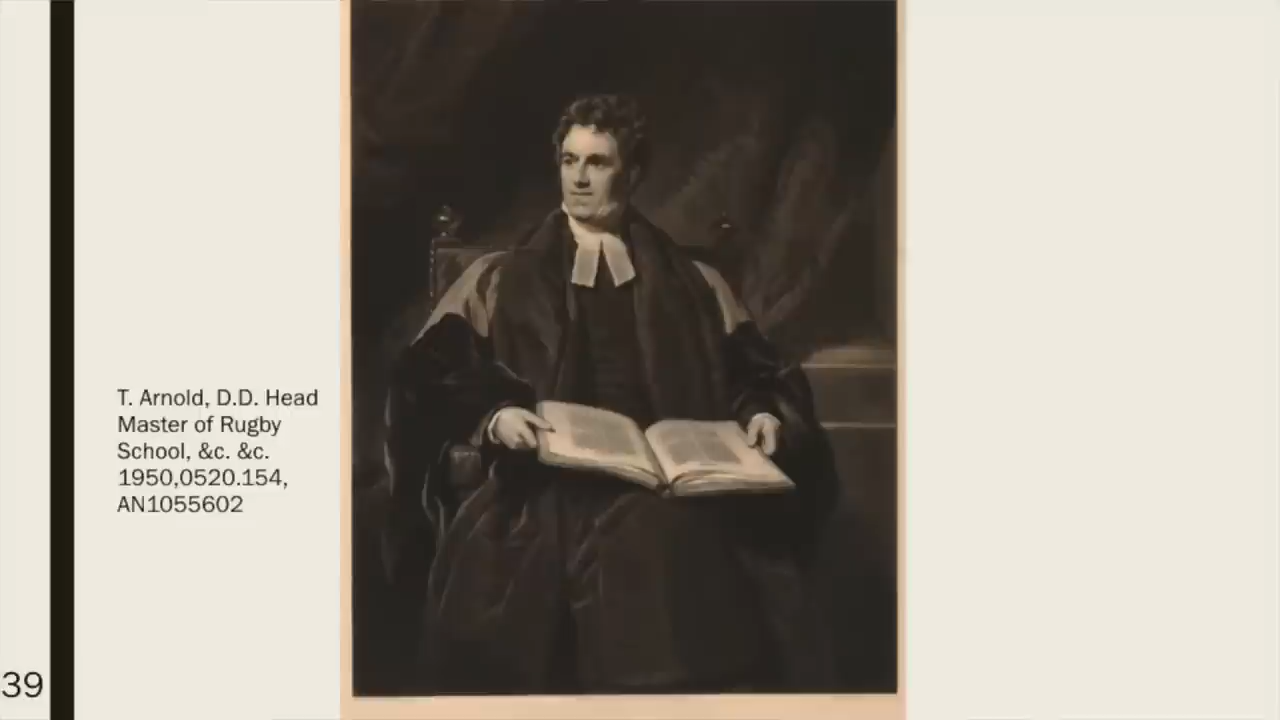 T. Arnold, D.D. Head
Master of Rugby
School, &c. &c.
1950,0520.154,
AN1055602
39